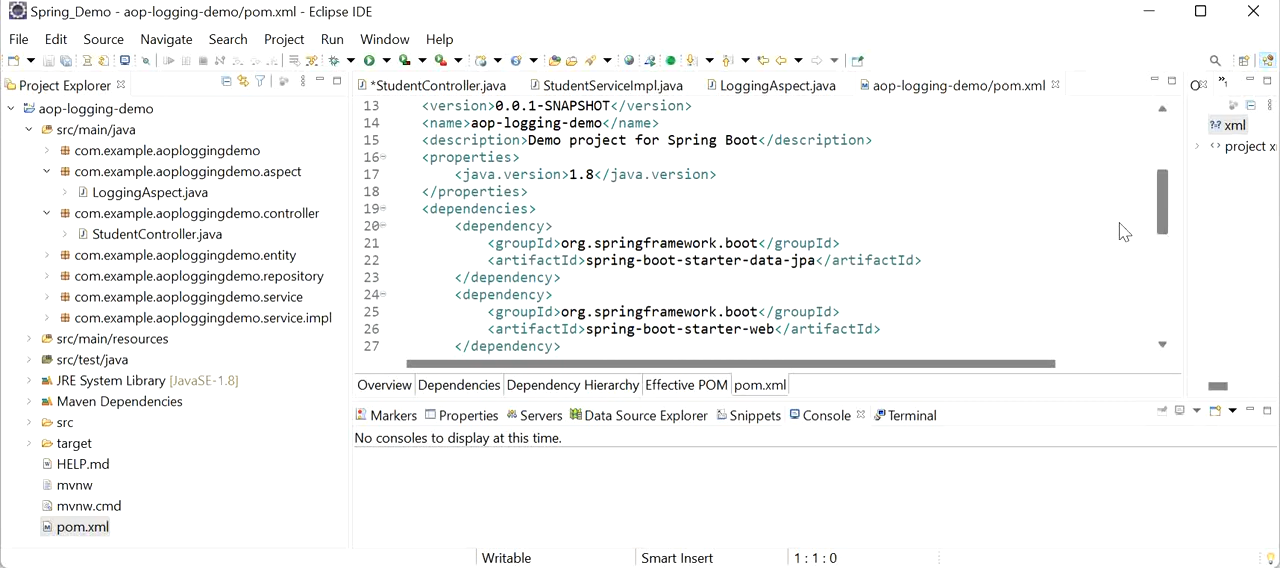 Spring_Demo - aop-logging-demo/pom.xml - Eclipse IDE
File Edit Source Navigate Search Project Run Window Help
Project Explorer
aop-logging-demo
src/main/java
com.example.aoploggingdemo
com.example.aoploggingdemo.aspect
LoggingAspect.java
com.example.aoploggingdemo.controller
StudentController.java
com.example.aoploggingdemo.entity
com.example.aoploggingdemo.repository
com.example.aoploggingdemo.service
com.example.aoploggingdemo.service.impl
src/main/resources
src/test/java
JRE System Library [JavaSE-1.8]
Maven Dependencies
src
target
HELP.md
mvnw
mvnw.cmd
pom.xml
*StudentController.java StudentServiceImpl.java LoggingAspect.java aop-logging-demo/pom.xml
13 <version>0.0.1-SNAPSHOT</version>
14 <name>aop-logging-demo</name>
15 <description>Demo project for Spring Boot</description>
16 <properties>
17 <java.version>1.8</java.version>
18 </properties>
19 <dependencies>
20 <dependency>
21 <groupId>org.springframework.boot</groupId>
22 <artifactId>spring-boot-starter-data-jpa</artifactId>
23 </dependency>
24 <dependency>
25 <groupId>org.springframework.boot</groupId>
26 <artifactId>spring-boot-starter-web</artifactId>
27 </dependency>
Overview Dependencies Dependency Hierarchy Effective POM pom.xml
xml
project
Markers Properties Servers Data Source Explorer Snippets Console Terminal
No consoles to display at this time.
Writable Smart Insert 1 : 1 : 0